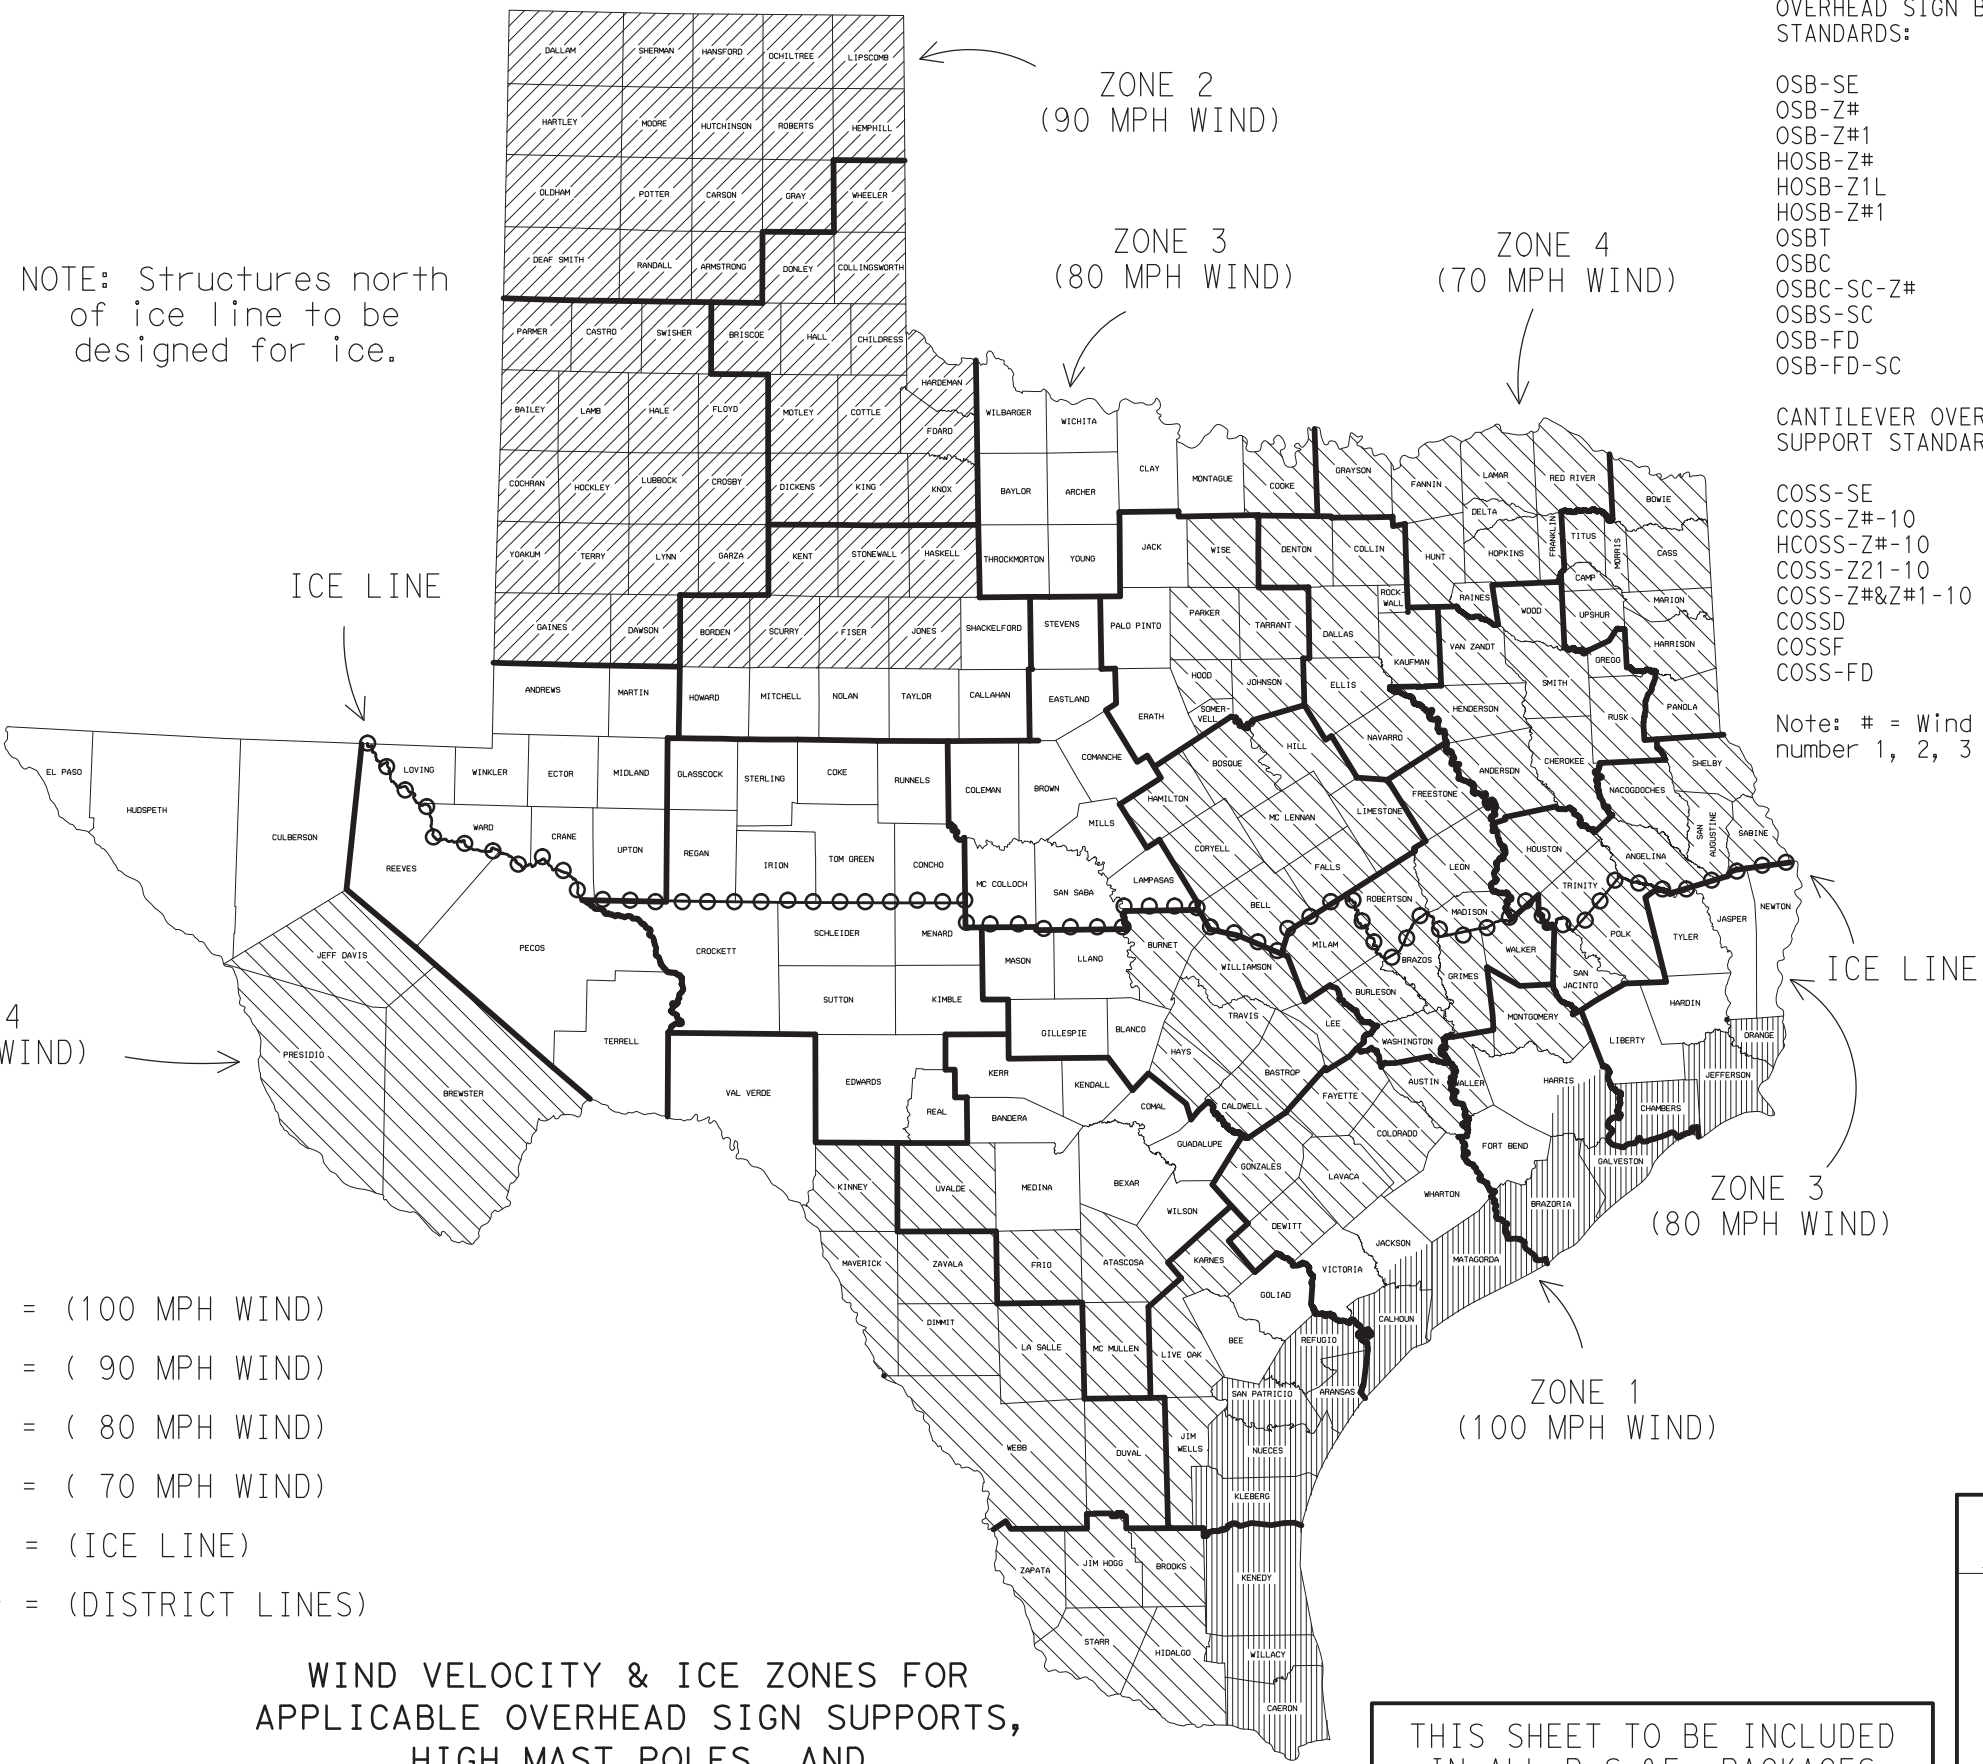 OVERHEAD SIGN B
STANDARDS:
OSB-SE
OSB-Z#
OSB-Z#1
HOSB-Z#
HOSB-Z1L
HOSB-Z#1
OSBT
OSBC
OSBC-SC-Z#
OSBS-SC
OSB-FD
OSB-FD-SC
CANTILEVER OVER
SUPPORT STANDAR
COSS-SE
COSS-Z#-10
HCOSS-Z#-10
COSS-Z21-10
COSS-Z#&Z#1-10
COSSD
COSSF
COSS-FD
Note: # = Wind
number 1, 2, 3
ZONE 2
(90 MPH WIND)
ZONE 3
(80 MPH WIND)
ZONE 4
(70 MPH WIND)
NOTE: Structures north
of ice line to be
designed for ice.
ICE LINE
DALLAM
SHERMAN
HANSFORD
OCHILTREE
LIPSCOMB
HARTLEY
MOORE
HUTCHINSON
ROBERTS
HEMPHILL
OLDHAM
POTTER
CARSON
GRAY
WHEELER
DEAF SMITH
RANDALL
ARMSTRONG
DONLEY
COLLINGSWORTH
PARMER
CASTRO
SWISHER
BRISCOE
HALL
CHILDRESS
HARDEMAN
BAILEY
LAMB
HALE
FLOYD
MOTLEY
COTTLE
FOARD
WILBARGER
WICHITA
COCHRAN
HOCKLEY
LUBBOCK
CROSBY
DICKENS
KING
KNOX
BAYLOR
ARCHER
CLAY
MONTAGUE
COOKE
GRAYSON
FANNIN
LAMAR
RED RIVER
BOWIE
DELTA
YOAKUM
TERRY
LYNN
GARZA
KENT
STONEWALL
HASKELL
THROCKMORTON
YOUNG
JACK
WISE
DENTON
COLLIN
HUNT
HOPKINS
FRANKLIN
TITUS
MORRIS
CASS
CAMP
GAINES
DAWSON
BORDEN
SCURRY
FISER
JONES
SHACKELFORD
STEVENS
PALO PINTO
PARKER
TARRANT
DALLAS
ROCK-
WALL
RAINES
WOOD
UPSHUR
MARION
KAUFMAN
VAN ZANDT
GREGG
HARRISON
ANDREWS
MARTIN
HOWARD
MITCHELL
NOLAN
TAYLOR
CALLAHAN
EASTLAND
ERATH
HOOD
SOMER-
VELL
JOHNSON
ELLIS
HENDERSON
SMITH
RUSK
PANOLA
EL PASO
HUDSPETH
CULBERSON
LOVING
WINKLER
ECTOR
MIDLAND
GLASSCOCK
STERLING
COKE
RUNNELS
COLEMAN
BROWN
COMANCHE
BOSQUE
HILL
NAVARRO
ANDERSON
CHEROKEE
SHELBY
REEVES
WARD
CRANE
UPTON
REGAN
IRION
TOM GREEN
CONCHO
MC COLLOCH
MILLS
HAMILTON
MC LENNAN
LIMESTONE
FREESTONE
NACOGDOCHES
SAN
AUGUSTINE
SABINE
SAN SABA
LAMPASAS
CORYELL
FALLS
LEON
HOUSTON
ANGELINA
JEFF DAVIS
PECOS
CROCKETT
SCHLEIDER
MENARD
MASON
LLANO
BURNET
BELL
MILAM
ROBERTSON
MADISON
TRINITY
POLK
TYLER
JASPER
NEWTON
WILLIAMSON
BRAZOS
WALKER
GRIMES
SAN
JACINTO
HARDIN
ICE LINE
4
WIND)
PRESIDIO
BREWSTER
TERRELL
SUTTON
KIMBLE
GILLESPIE
BLANCO
TRAVIS
BURLESON
LEE
WASHINGTON
MONTGOMERY
LIBERTY
ORANGE
JEFFERSON
CHAMBERS
VAL VERDE
EDWARDS
REAL
KERR
KENDALL
BANDERA
COMAL
HAYS
BASTROP
CALDWELL
FAYETTE
AUSTIN
WALLER
HARRIS
GUADALUPE
COLORADO
FORT BEND
GALVESTON
KINNEY
UVALDE
MEDINA
BEXAR
WILSON
GONZALES
LAVACA
WHARTON
BRAZORIA
DEWITT
JACKSON
MATAGORDA
ZONE 3
(80 MPH WIND)
MAVERICK
ZAVALA
FRIO
ATASCOSA
KARNES
VICTORIA
GOLIAD
CALHOUN
DIMMIT
LA SALLE
MC MULLEN
LIVE OAK
BEE
REFUGIO
SAN PATRICIO
ARANSAS
ZONE 1
(100 MPH WIND)
WEBB
DUVAL
JIM
WELLS
NUECES
KLEBERG
ZAPATA
JIM HOGG
BROOKS
KENEDY
STARR
HIDALGO
WILLACY
CAERON
= (100 MPH WIND)
= ( 90 MPH WIND)
= ( 80 MPH WIND)
= ( 70 MPH WIND)
= (ICE LINE)
= (DISTRICT LINES)
WIND VELOCITY & ICE ZONES FOR
APPLICABLE OVERHEAD SIGN SUPPORTS,
HIGH MAST POLES, AND
THIS SHEET TO BE INCLUDED